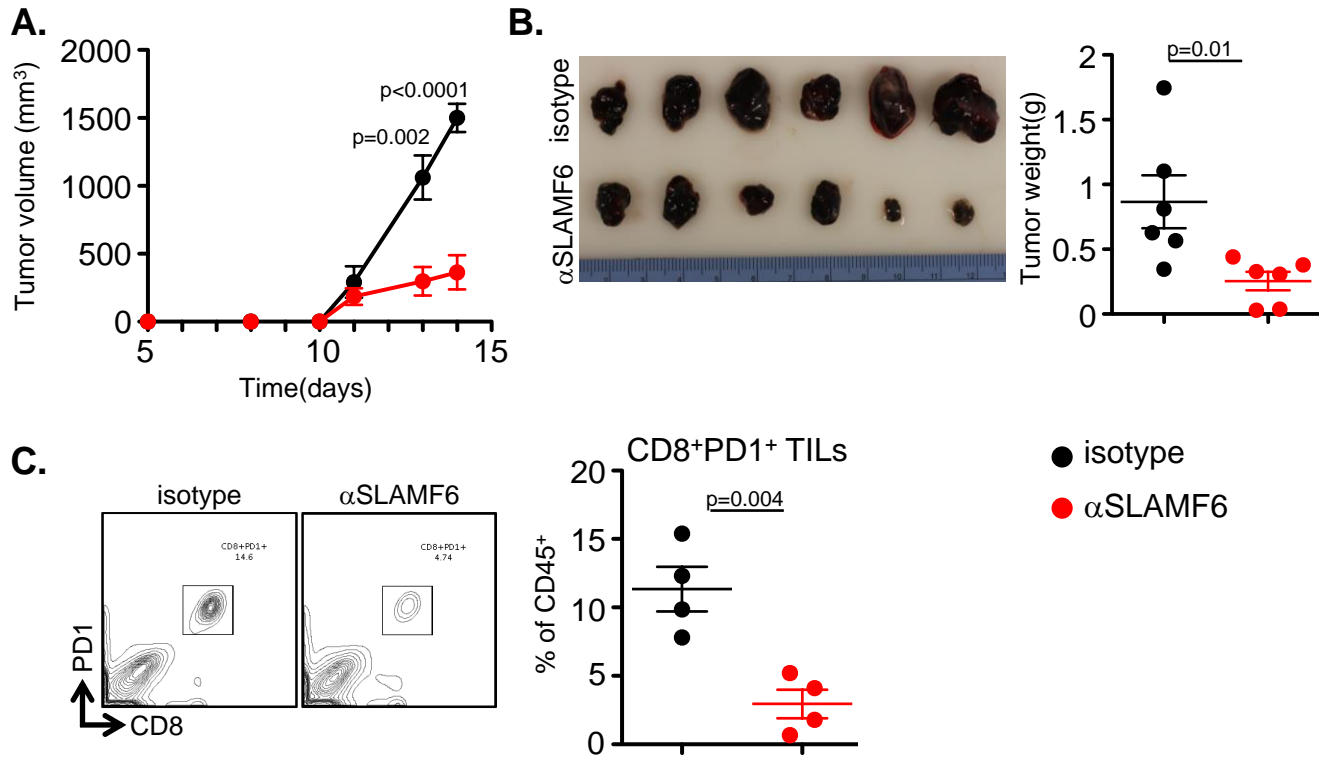 A.
Tumor volume (mm³)
2000
1500
1000
500
0
5
10
15
Time(days)
p<0.0001
p=0.002
B.
isotype
αSLAMF6
Tumor weight(g)
2
1.5
1
0.5
0
p=0.01
C.
isotype
αSLAMF6
CD8+PD1+
14.6
CD8+PD1+
4.74
PD1
CD8
CD8⁺PD1⁺ TILs
% of CD45⁺
20
15
10
5
0
p=0.004
isotype
αSLAMF6